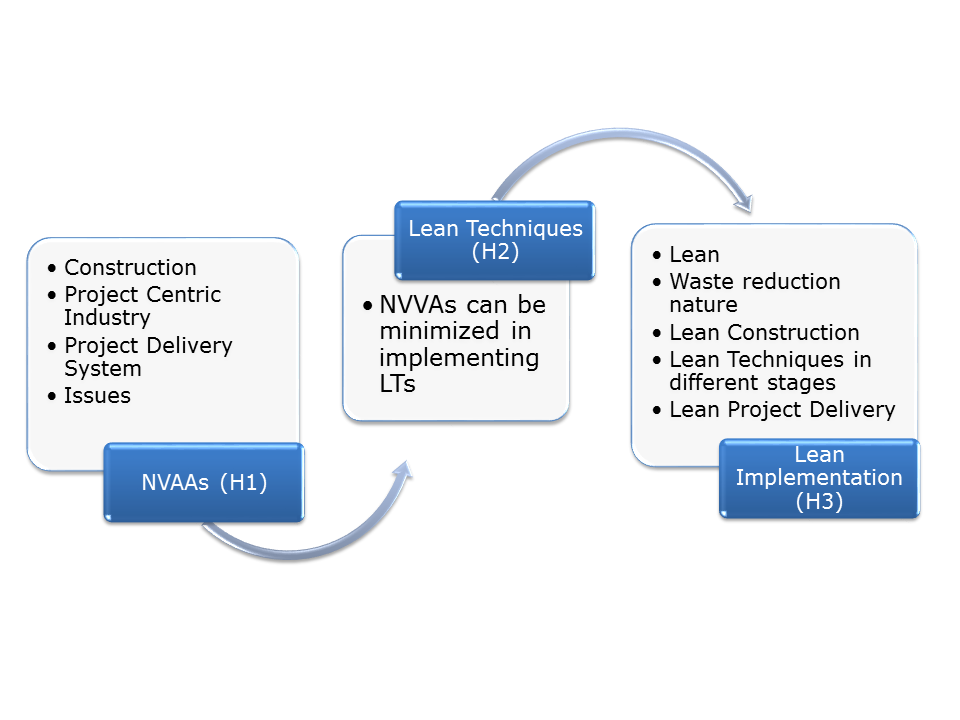 • Construction
• Project Centric
Industry
• Project Delivery
System
• Issues
NVAAs (H1)
Lean Techniques
(H2)
• NVVAs can be
minimized in
implementing
LTs
• Lean
• Waste reduction
nature
• Lean Construction
• Lean Techniques in
different stages
• Lean Project Delivery
Lean
Implementation
(H3)